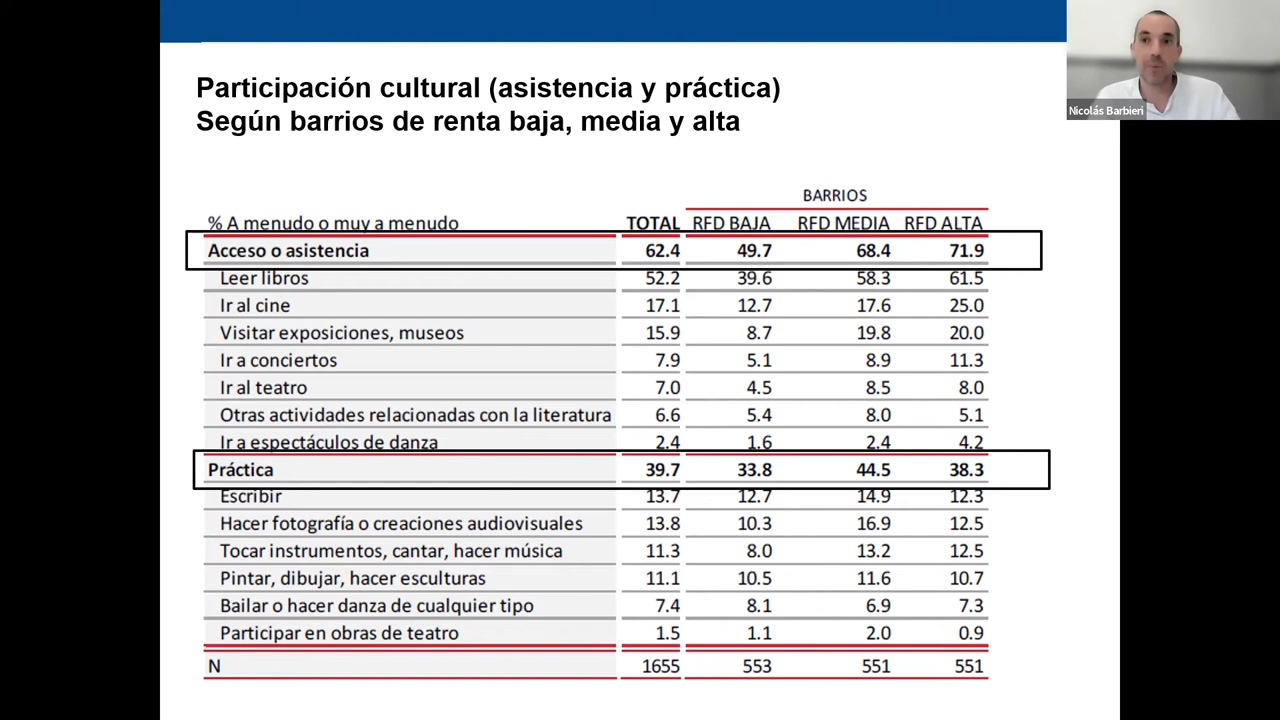 Participación cultural (asistencia y práctica)
Según barrios de renta baja, media y alta
Nicolás Barbieri
BARRIOS
% A menudo o muy a menudo TOTAL RFD BAJA RFD MEDIA RFD ALTA
Acceso o asistencia 62.4 49.7 68.4 71.9
Leer libros 52.2 39.6 58.3 61.5
Ir al cine 17.1 12.7 17.6 25.0
Visitar exposiciones, museos 15.9 8.7 19.8 20.0
Ir a conciertos 7.9 5.1 8.9 11.3
Ir al teatro 7.0 4.5 8.5 8.0
Otras actividades relacionadas con la literatura 6.6 5.4 8.0 5.1
Ir a espectáculos de danza 2.4 1.6 2.4 4.2
Práctica 39.7 33.8 44.5 38.3
Escribir 13.7 12.7 14.9 12.3
Hacer fotografía o creaciones audiovisuales 13.8 10.3 16.9 12.5
Tocar instrumentos, cantar, hacer música 11.3 8.0 13.2 12.5
Pintar, dibujar, hacer esculturas 11.1 10.5 11.6 10.7
Bailar o hacer danza de cualquier tipo 7.4 8.1 6.9 7.3
Participar en obras de teatro 1.5 1.1 2.0 0.9
N 1655 553 551 551